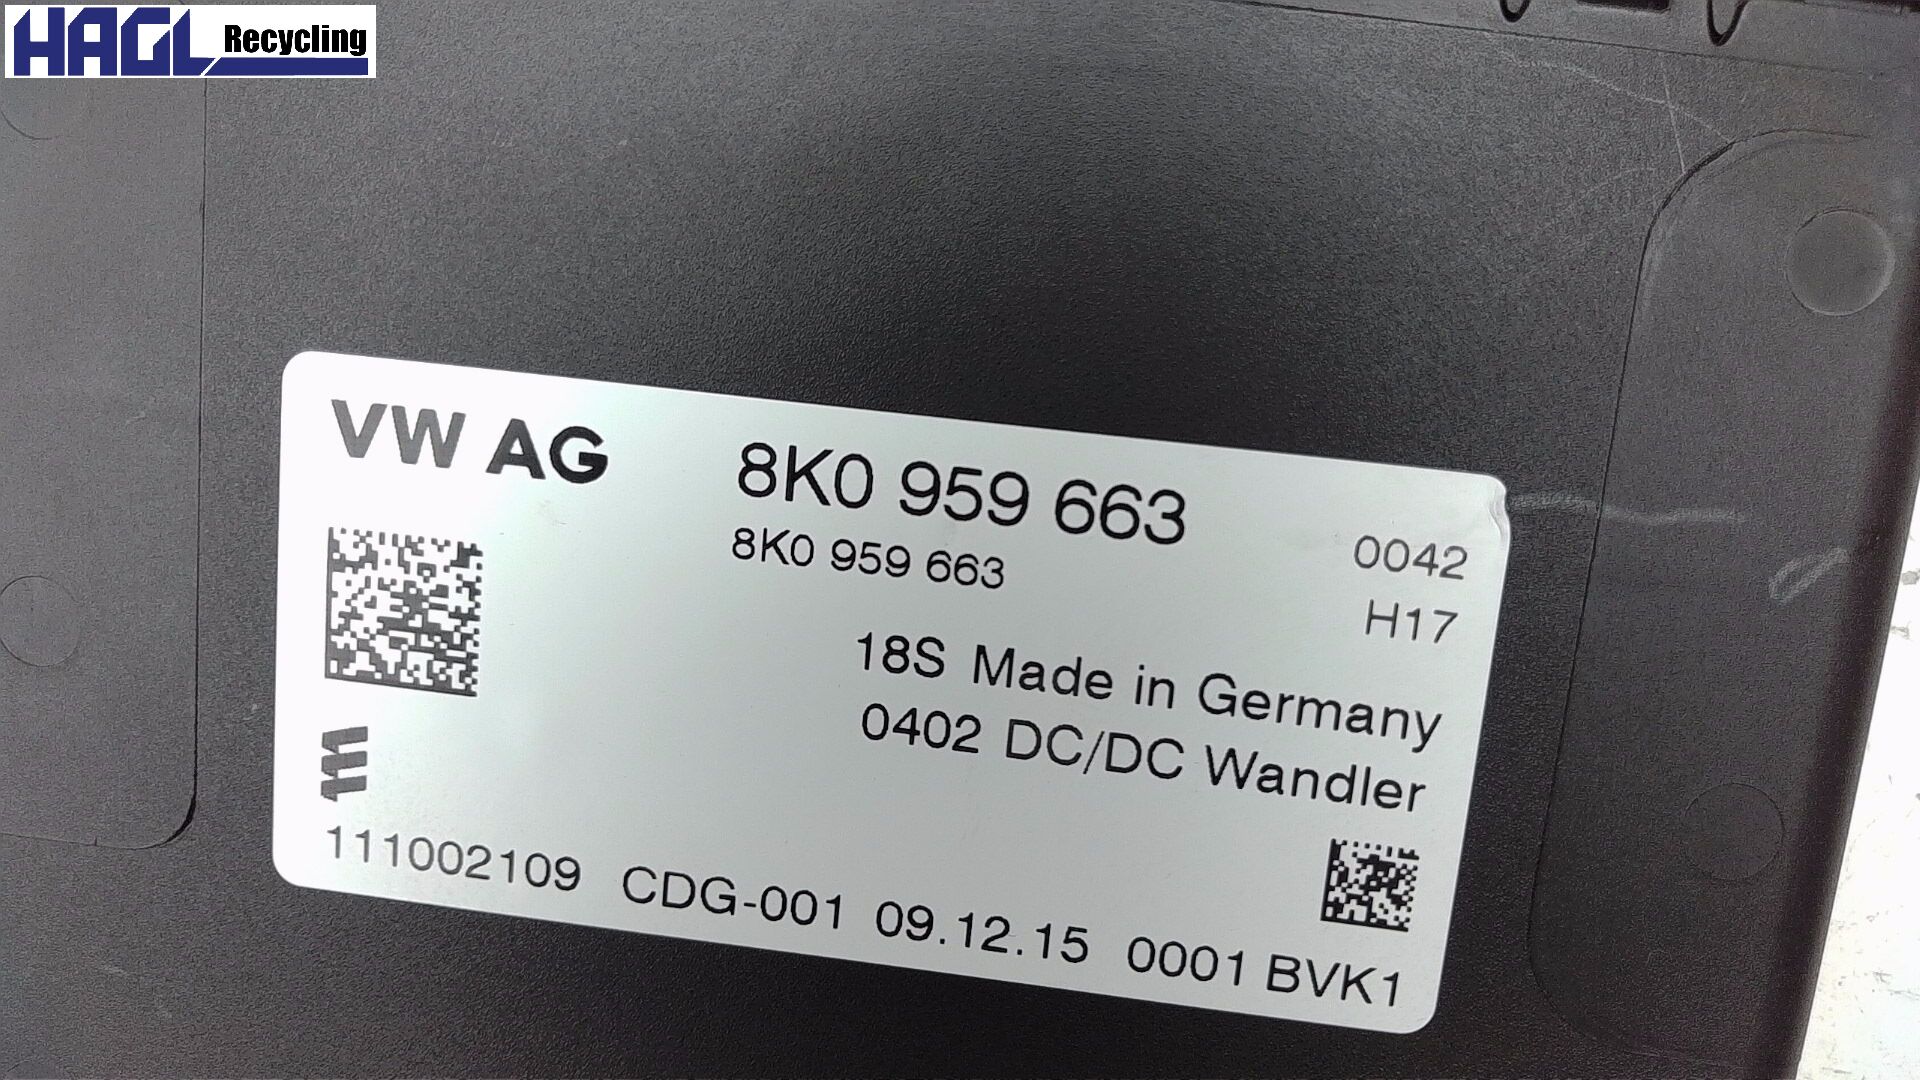 HAGL Recycling
VW AG
8K0 959 663
8K0 959 663
0042
H17
18S Made in Germany
0402 DC/DC Wandler
111002109 CDG-001 09.12.15 0001 BVK1